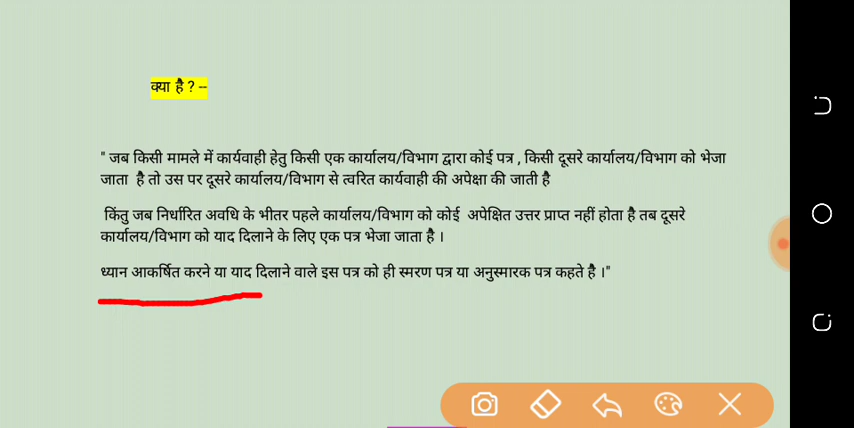 क्या है ? --
" जब किसी मामले में कार्यवाही हेतु किसी एक कार्यालय/विभाग द्वारा कोई पत्र , किसी दूसरे कार्यालय/विभाग को भेजा
जाता है तो उस पर दूसरे कार्यालय/विभाग से त्वरित कार्यवाही की अपेक्षा की जाती है
किंतु जब निर्धारित अवधि के भीतर पहले कार्यालय/विभाग को कोई अपेक्षित उत्तर प्राप्त नहीं होता है तब दूसरे
कार्यालय/विभाग को याद दिलाने के लिए एक पत्र भेजा जाता है ।
ध्यान आकर्षित करने या याद दिलाने वाले इस पत्र को ही स्मरण पत्र या अनुस्मारक पत्र कहते है ।"